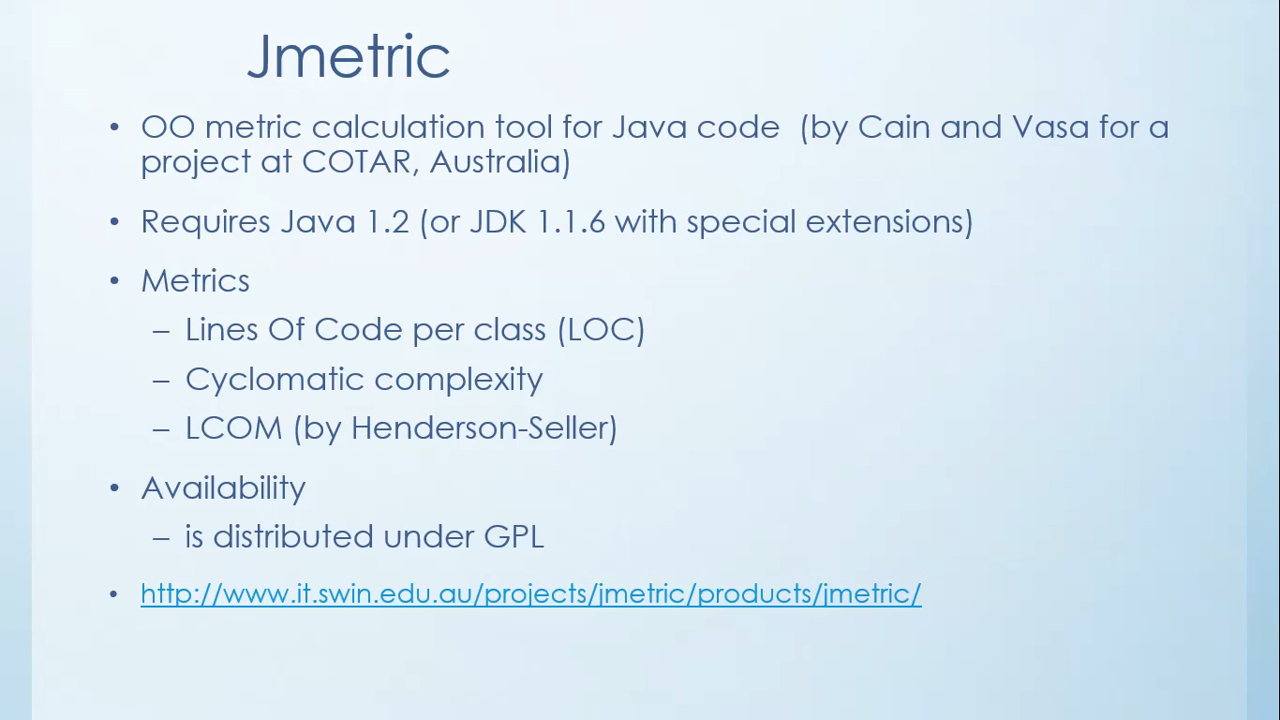 Jmetric
• OO metric calculation tool for Java code (by Cain and Vasa for a
project at COTAR, Australia)
• Requires Java 1.2 (or JDK 1.1.6 with special extensions)
• Metrics
– Lines Of Code per class (LOC)
– Cyclomatic complexity
– LCOM (by Henderson-Seller)
• Availability
– is distributed under GPL
• http://www.it.swin.edu.au/projects/jmetric/products/jmetric/